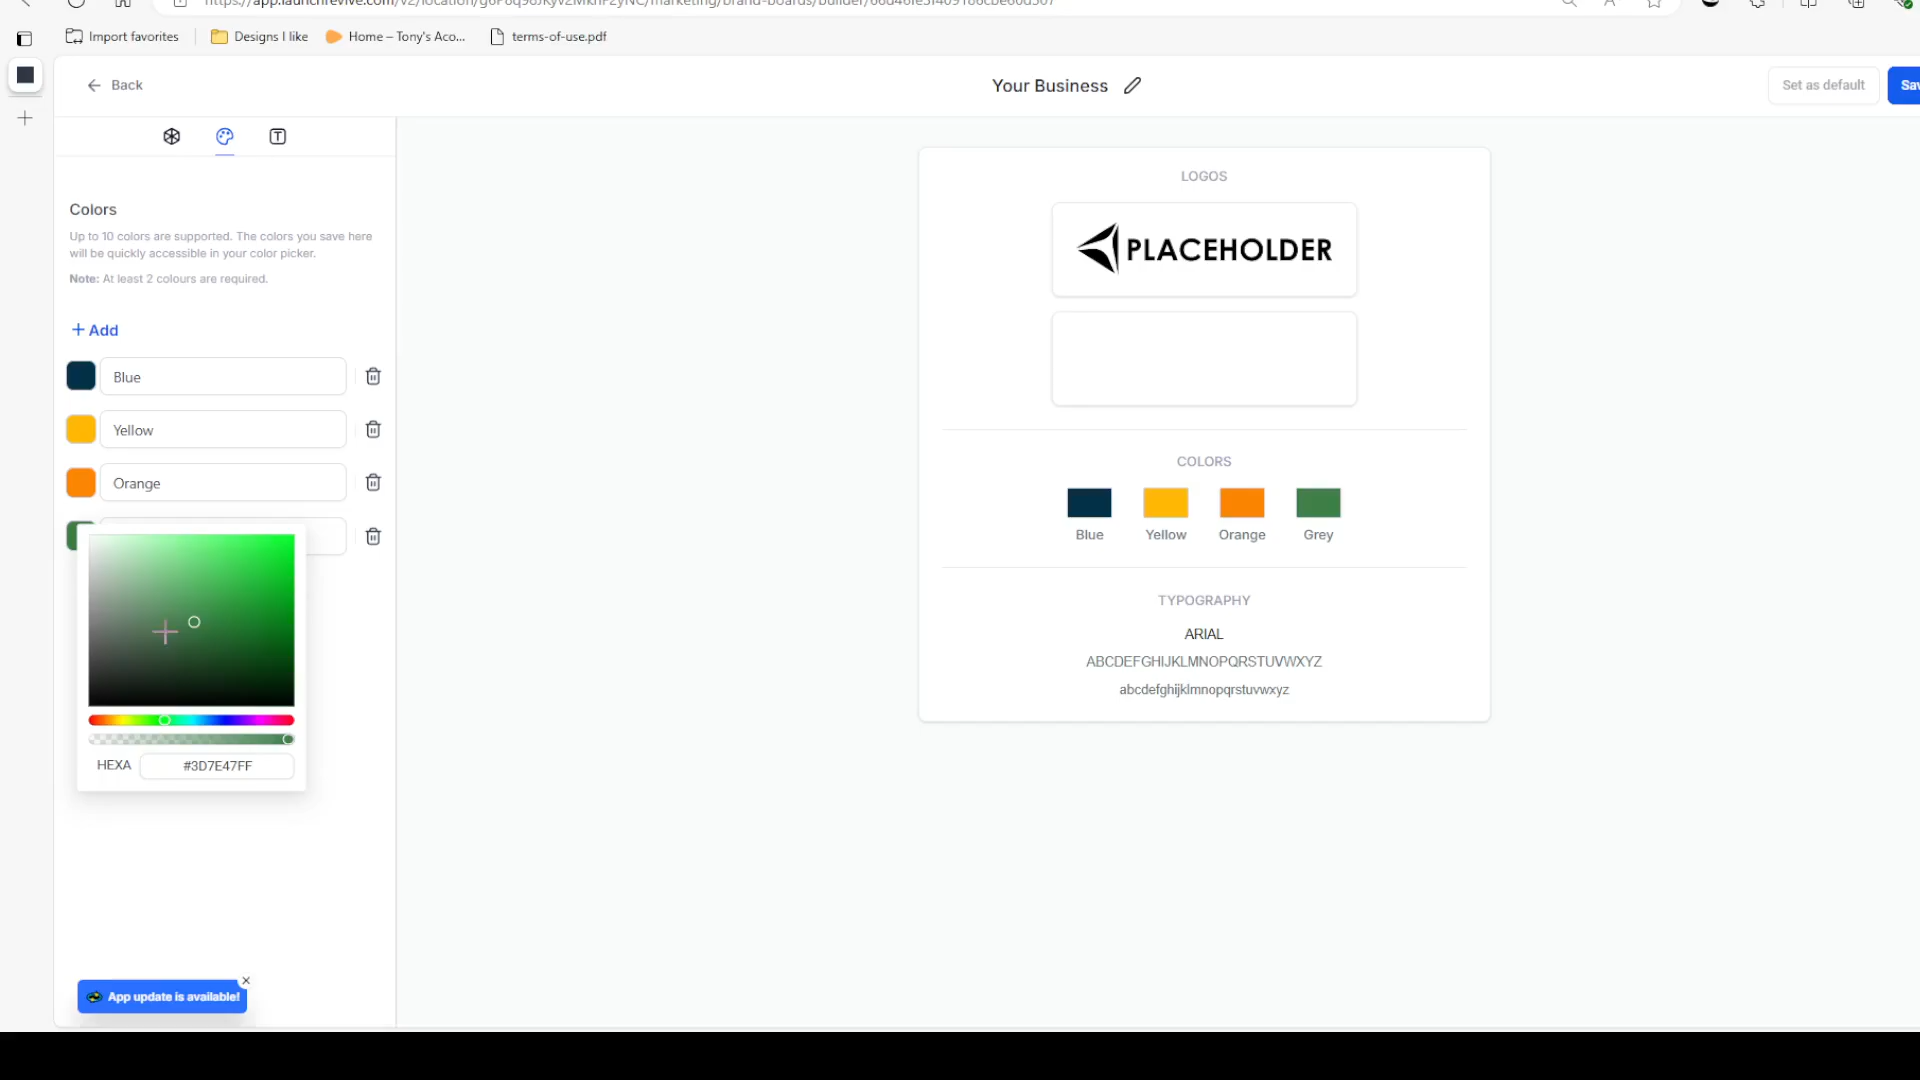 Import favorites
Designs I like
Home – Tony's Aco...
terms-of-use.pdf
Back
Your Business
Set as default
Sav
Colors
Up to 10 colors are supported. The colors you save here
will be quickly accessible in your color picker.
Note: At least 2 colours are required.
+ Add
Blue
Yellow
Orange
HEXA
#3D7E47FF
App update is available!
LOGOS
PLACEHOLDER
COLORS
Blue
Yellow
Orange
Grey
TYPOGRAPHY
ARIAL
ABCDEFGHIJKLMNOPQRSTUVWXYZ
abcdefghijklmnopqrstuvwxyz